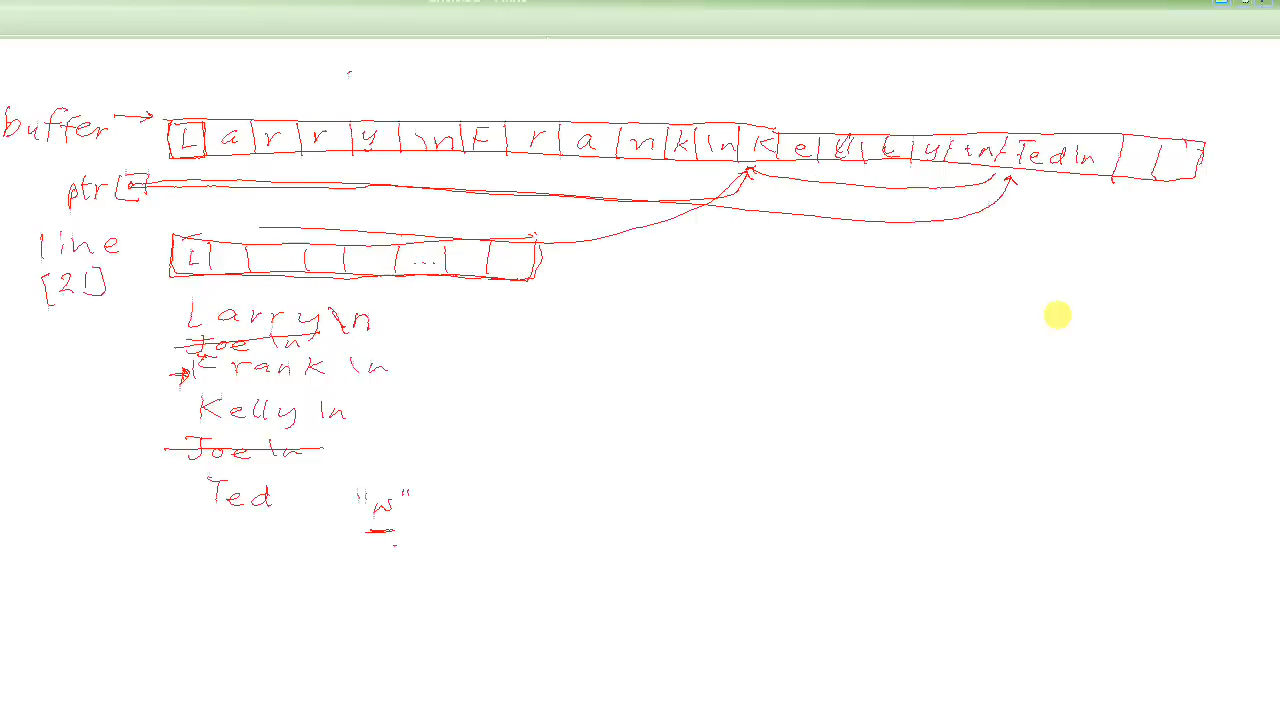 buffer → L a r r y \n F r a n k \n K e l l y \n Ted\n
ptr
line L ...
[21]
Larry\n
Joe \n
Frank \n
Kelly \n
Joe \n
Ted "w"